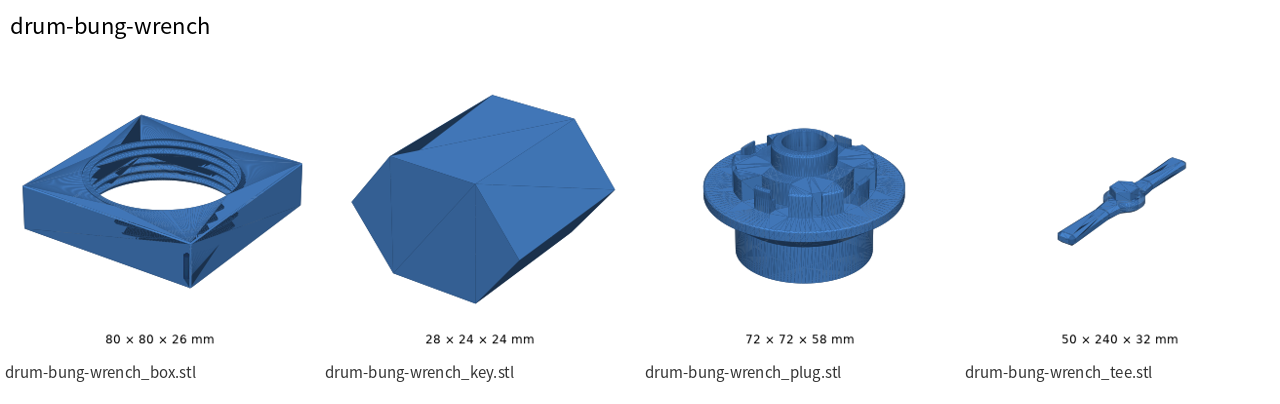 drum-bung-wrench
80 × 80 × 26 mm
28 × 24 × 24 mm
72 × 72 × 58 mm
50 × 240 × 32 mm
drum-bung-wrench_box.stl
drum-bung-wrench_key.stl
drum-bung-wrench_plug.stl
drum-bung-wrench_tee.stl